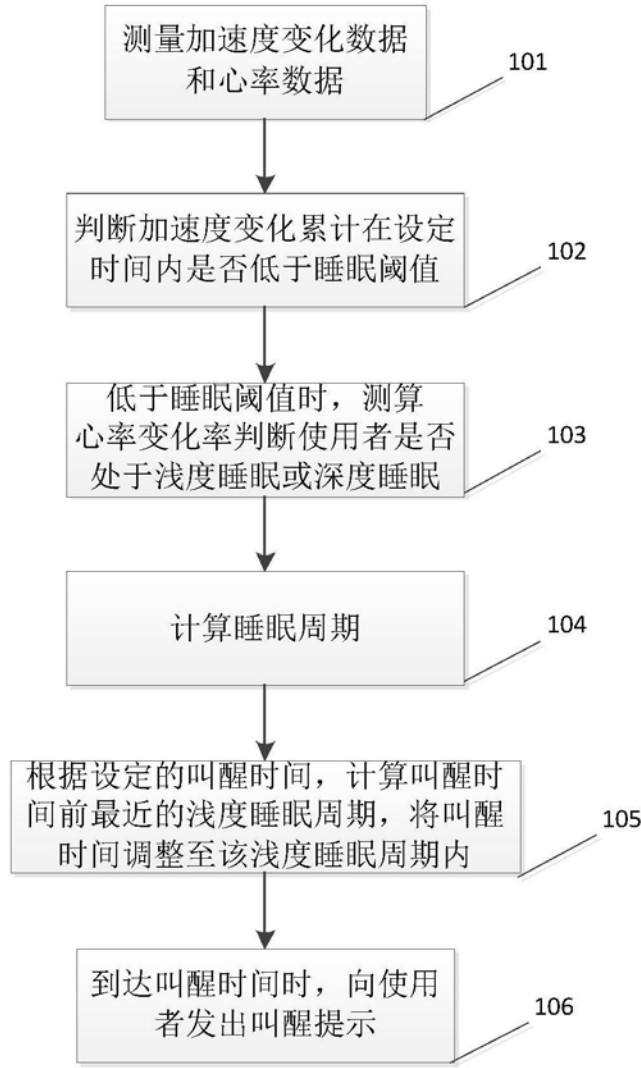 测量加速度变化数据
和心率数据
101
判断加速度变化累计在设定
时间内是否低于睡眠阈值
102
低于睡眠阈值时，测算
心率变化率判断使用者是否
处于浅度睡眠或深度睡眠
103
计算睡眠周期
104
根据设定的叫醒时间，计算叫醒时
间前最近的浅度睡眠周期，将叫醒
时间调整至该浅度睡眠周期内
105
到达叫醒时间时，向使用
者发出叫醒提示
106